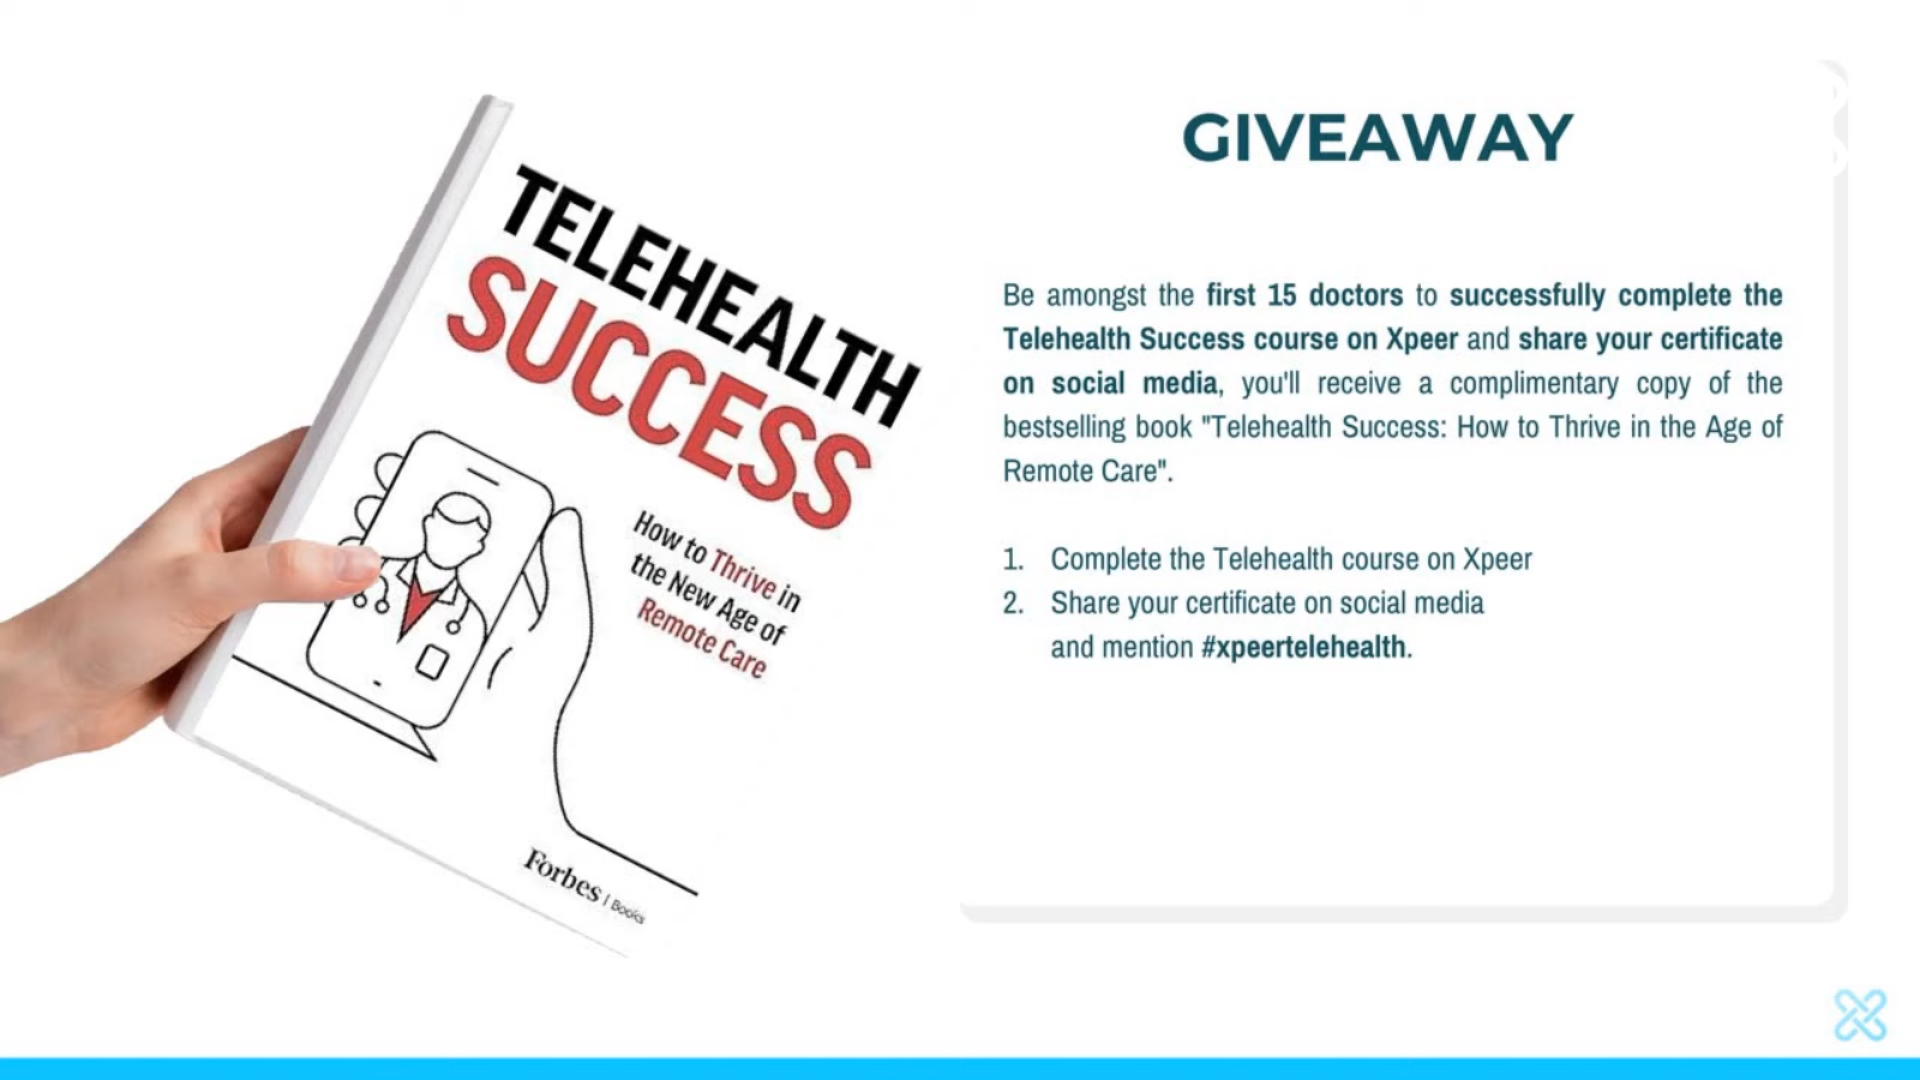 TELEHEALTH
SUCCESS
How to Thrive in
the New Age of
Remote Care
Forbes | Books
GIVEAWAY
Be amongst the first 15 doctors to successfully complete the
Telehealth Success course on Xpeer and share your certificate
on social media, you'll receive a complimentary copy of the
bestselling book "Telehealth Success: How to Thrive in the Age of
Remote Care".
1. Complete the Telehealth course on Xpeer
2. Share your certificate on social media
and mention #xpeertelehealth.